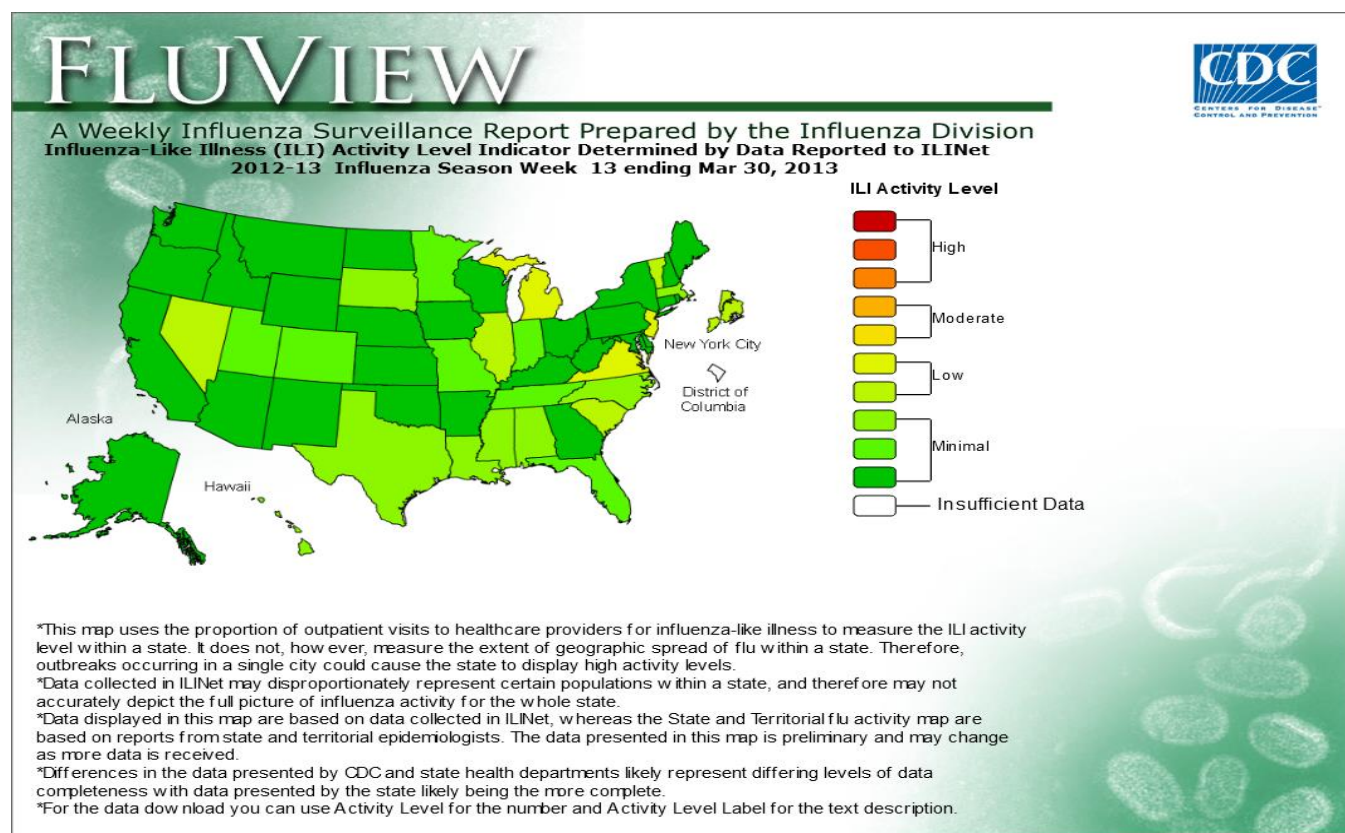 FLUVIEW
CDC
CENTERS FOR DISEASE
CONTROL AND PREVENTION
A Weekly Influenza Surveillance Report Prepared by the Influenza Division
Influenza-Like Illness (ILI) Activity Level Indicator Determined by Data Reported to ILINet
2012-13 Influenza Season Week 13 ending Mar 30, 2013
ILI Activity Level
High
Moderate
Low
Minimal
Insufficient Data
New York City
District of
Columbia
Alaska
Hawaii
*This map uses the proportion of outpatient visits to healthcare providers for influenza-like illness to measure the ILI activity
level within a state. It does not, however, measure the extent of geographic spread of flu within a state. Therefore,
outbreaks occurring in a single city could cause the state to display high activity levels.
*Data collected in ILINet may disproportionately represent certain populations within a state, and therefore may not
accurately depict the full picture of influenza activity for the whole state.
*Data displayed in this map are based on data collected in ILINet, whereas the State and Territorial flu activity map are
based on reports from state and territorial epidemiologists. The data presented in this map is preliminary and may change
as more data is received.
*Differences in the data presented by CDC and state health departments likely represent differing levels of data
completeness with data presented by the state likely being the more complete.
*For the data download you can use Activity Level for the number and Activity Level Label for the text description.